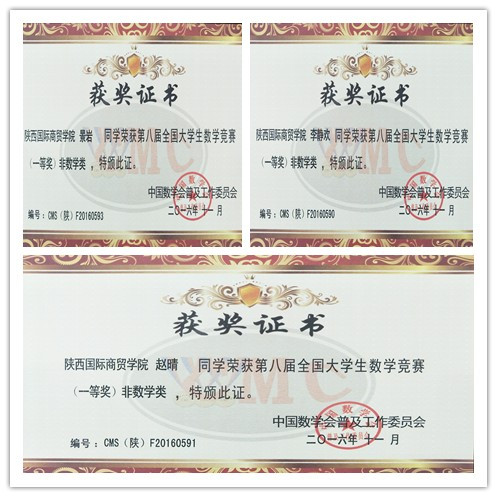 获奖证书
陕西国际商贸学院 景岩 同学荣获第八届全国大学生数学竞赛
（一等奖）非数学类 ，特颁此证。
中国数学会普及工作委员会
二〇一六年 十一 月
编号：CMS（陕）F20160593
获奖证书
陕西国际商贸学院 李静欢 同学荣获第八届全国大学生数学竞赛
（一等奖）非数学类 ，特颁此证。
中国数学会普及工作委员会
二〇一六年 十一 月
编号：CMS（陕）F20160590
获奖证书
陕西国际商贸学院 赵晴 同学荣获第八届全国大学生数学竞赛
（一等奖）非数学类 ，特颁此证。
中国数学会普及工作委员会
二〇一六年 十一 月
编号：CMS（陕）F20160591